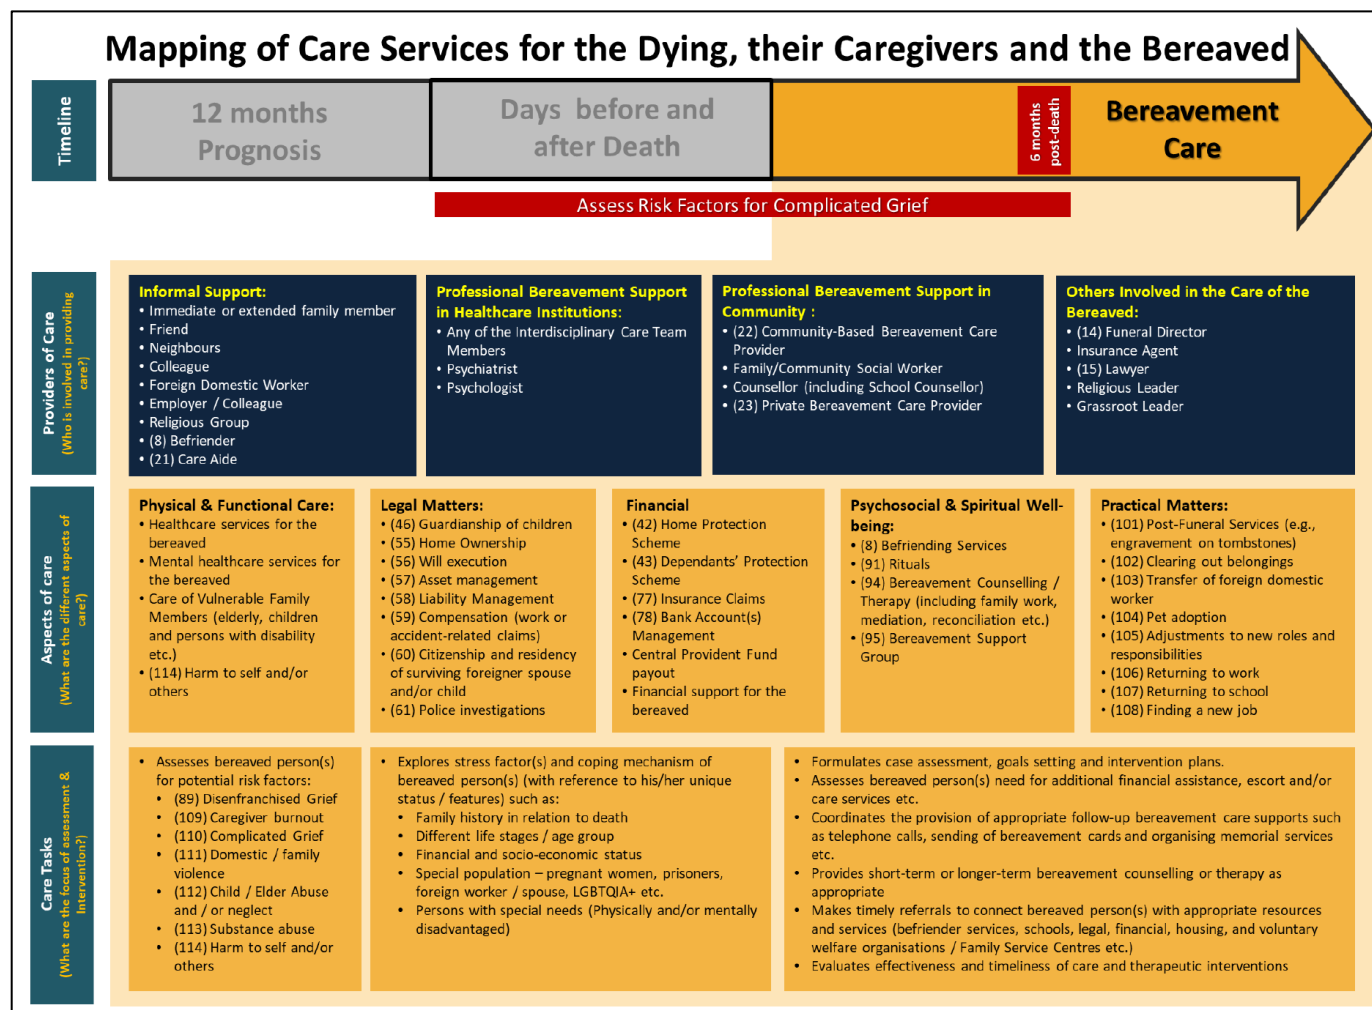 Mapping of Care Services for the Dying, their Caregivers and the Bereaved
Timeline
12 months
Prognosis
Days before and
after Death
6 months
post-death
Bereavement
Care
Assess Risk Factors for Complicated Grief
Providers of Care
(Who is involved in providing
care?)
Informal Support:
• Immediate or extended family member
• Friend
• Neighbours
• Colleague
• Foreign Domestic Worker
• Employer / Colleague
• Religious Group
• (8) Befriender
• (21) Care Aide
Professional Bereavement Support
in Healthcare Institutions:
• Any of the Interdisciplinary Care Team
Members
• Psychiatrist
• Psychologist
Professional Bereavement Support in
Community :
• (22) Community-Based Bereavement Care
Provider
• Family/Community Social Worker
• Counsellor (including School Counsellor)
• (23) Private Bereavement Care Provider
Others Involved in the Care of the
Bereaved:
• (14) Funeral Director
• Insurance Agent
• (15) Lawyer
• Religious Leader
• Grassroot Leader
Aspects of care
(What are the different aspects of
care?)
Physical & Functional Care:
• Healthcare services for the
bereaved
• Mental healthcare services for
the bereaved
• Care of Vulnerable Family
Members (elderly, children
and persons with disability
etc.)
• (114) Harm to self and/or
others
Legal Matters:
• (46) Guardianship of children
• (55) Home Ownership
• (56) Will execution
• (57) Asset management
• (58) Liability Management
• (59) Compensation (work or
accident-related claims)
• (60) Citizenship and residency
of surviving foreigner spouse
and/or child
• (61) Police investigations
Financial
• (42) Home Protection
Scheme
• (43) Dependants' Protection
Scheme
• (77) Insurance Claims
• (78) Bank Account(s)
Management
• Central Provident Fund
payout
• Financial support for the
bereaved
Psychosocial & Spiritual Well-
being:
• (8) Befriending Services
• (91) Rituals
• (94) Bereavement Counselling /
Therapy (including family work,
mediation, reconciliation etc.)
• (95) Bereavement Support
Group
Practical Matters:
• (101) Post-Funeral Services (e.g.,
engravement on tombstones)
• (102) Clearing out belongings
• (103) Transfer of foreign domestic
worker
• (104) Pet adoption
• (105) Adjustments to new roles and
responsibilities
• (106) Returning to work
• (107) Returning to school
• (108) Finding a new job
Care Tasks
(What are the focus of assessment &
Intervention?)
• Assesses bereaved person(s)
for potential risk factors:
• (89) Disenfranchised Grief
• (109) Caregiver burnout
• (110) Complicated Grief
• (111) Domestic / family
violence
• (112) Child / Elder Abuse
and / or neglect
• (113) Substance abuse
• (114) Harm to self and/or
others
• Explores stress factor(s) and coping mechanism of
bereaved person(s) (with reference to his/her unique
status / features) such as:
• Family history in relation to death
• Different life stages / age group
• Financial and socio-economic status
• Special population – pregnant women, prisoners,
foreign worker / spouse, LGBTQIA+ etc.
• Persons with special needs (Physically and/or mentally
disadvantaged)
• Formulates case assessment, goals setting and intervention plans.
• Assesses bereaved person(s) need for additional financial assistance, escort and/or
care services etc.
• Coordinates the provision of appropriate follow-up bereavement care supports such
as telephone calls, sending of bereavement cards and organising memorial services
etc.
• Provides short-term or longer-term bereavement counselling or therapy as
appropriate
• Makes timely referrals to connect bereaved person(s) with appropriate resources
and services (befriender services, schools, legal, financial, housing, and voluntary
welfare organisations / Family Service Centres etc.)
• Evaluates effectiveness and timeliness of care and therapeutic interventions